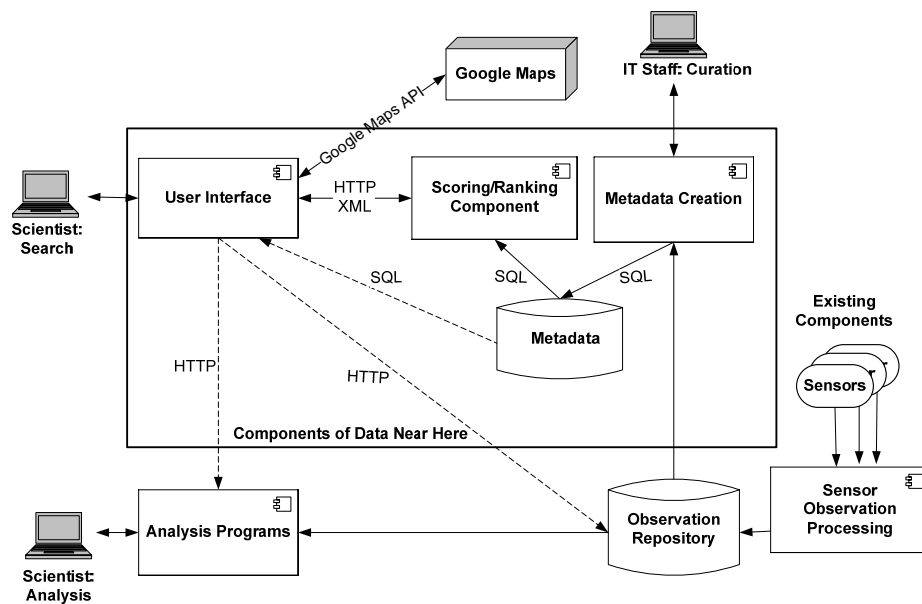 Google Maps
IT Staff: Curation
Google Maps API
User Interface
HTTP
XML
Scoring/Ranking
Component
Metadada Creation
Scientist:
Search
SQL
SQL
SQL
Metadata
Existing
Components
Sensors
r
HTTP
HTTP
Components of Data Near Here
Analysis Programs
Observation
Repository
Sensor
Observation
Processing
Scientist:
Analysis